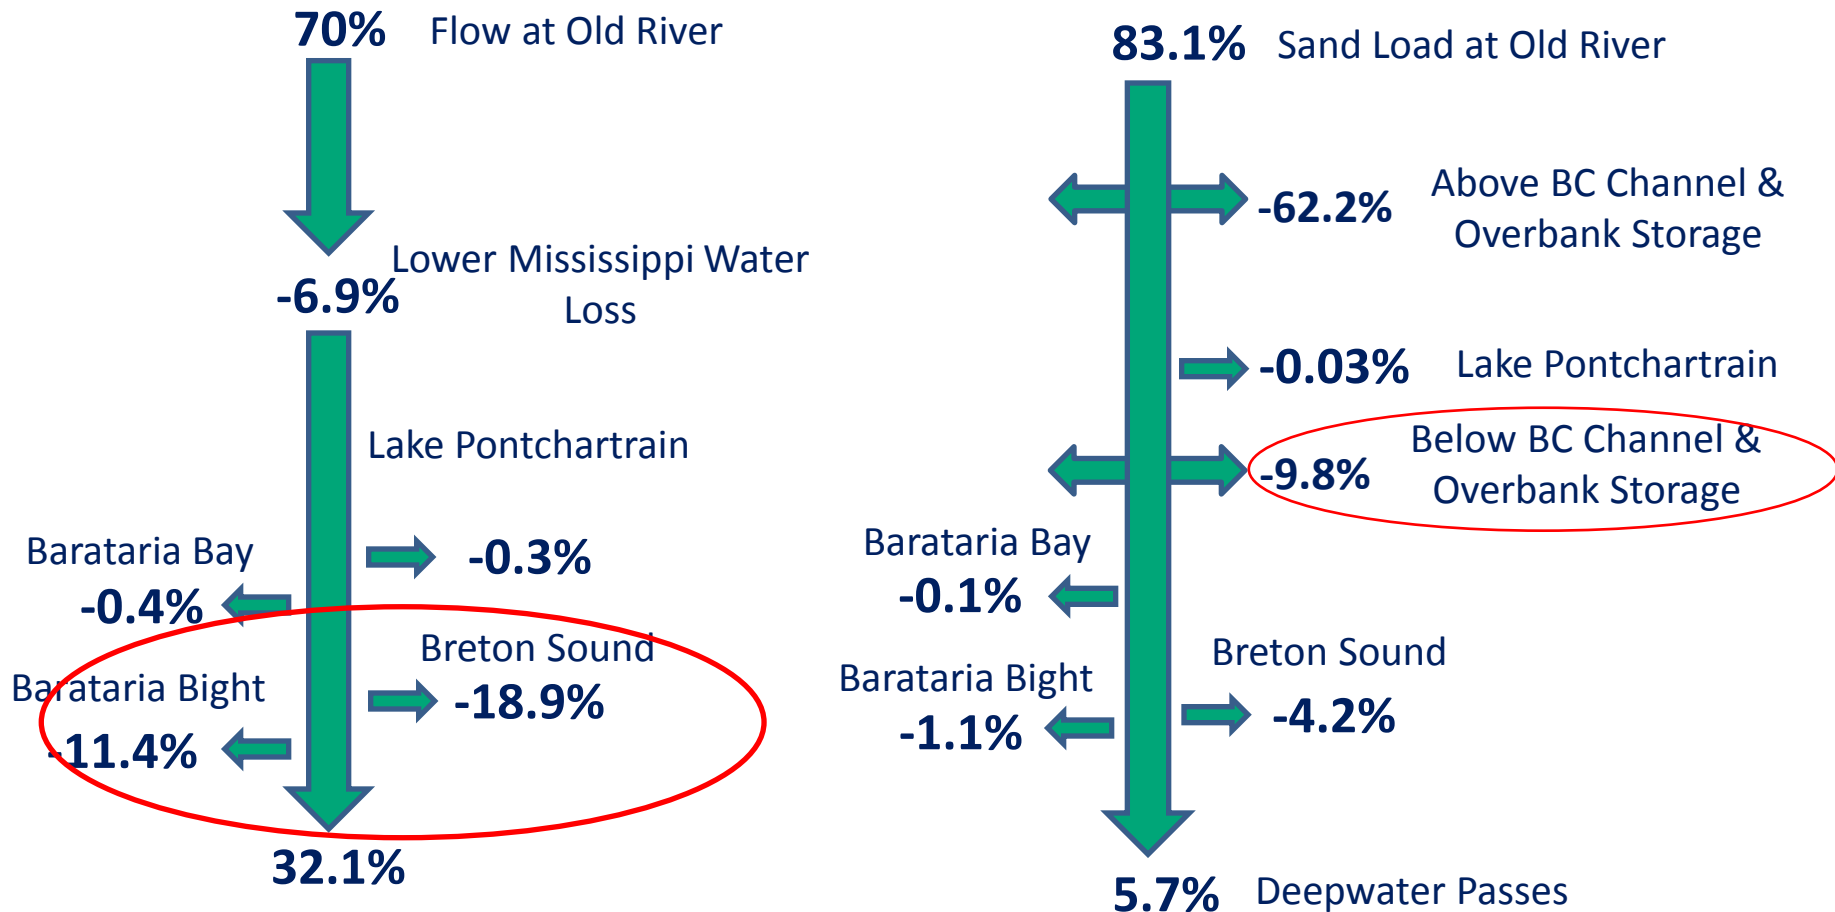 70% Flow at Old River
-6.9% Lower Mississippi Water
Loss
Lake Pontchartrain
-0.3%
Barataria Bay
-0.4%
Breton Sound
-18.9%
Barataria Bight
-11.4%
32.1%
83.1% Sand Load at Old River
-62.2% Above BC Channel &
Overbank Storage
-0.03% Lake Pontchartrain
-9.8% Below BC Channel &
Overbank Storage
Barataria Bay
-0.1%
Breton Sound
-4.2%
Barataria Bight
-1.1%
5.7% Deepwater Passes